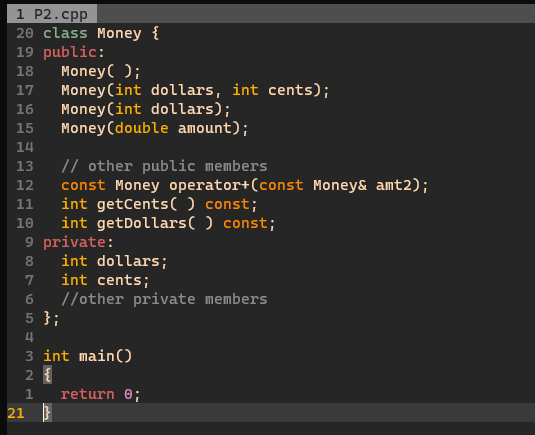 1 P2.cpp
20 class Money {
19 public:
18   Money( );
17   Money(int dollars, int cents);
16   Money(int dollars);
15   Money(double amount);
14
13   // other public members
12   const Money operator+(const Money& amt2);
11   int getCents( ) const;
10   int getDollars( ) const;
9 private:
8   int dollars;
7   int cents;
6   //other private members
5 };
4
3 int main()
2 {
1   return 0;
21 }